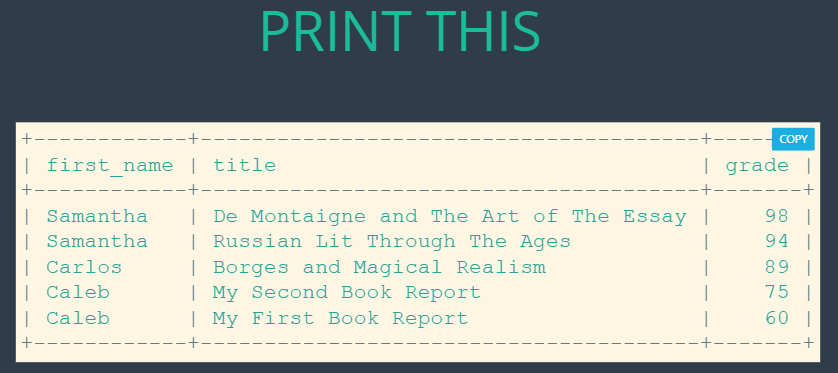 PRINT THIS
COPY
+------------+---------------------------------------+-----
| first_name | title                                 | grade |
+------------+---------------------------------------+-------+
| Samantha   | De Montaigne and The Art of The Essay |    98 |
| Samantha   | Russian Lit Through The Ages          |    94 |
| Carlos     | Borges and Magical Realism            |    89 |
| Caleb      | My Second Book Report                 |    75 |
| Caleb      | My First Book Report                  |    60 |
+------------+---------------------------------------+-------+